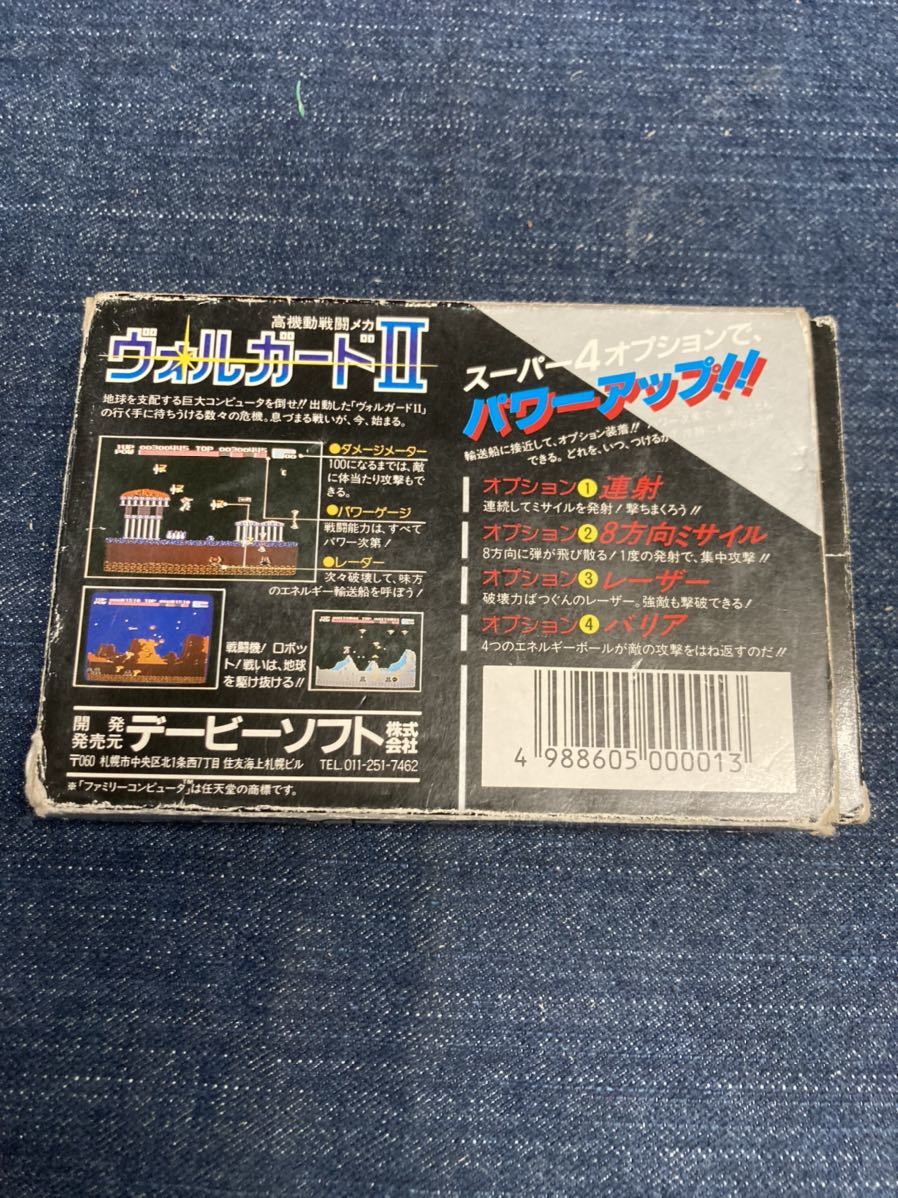 高機動戦闘メカ
ヴォルガードII
地球を支配する巨大コンピュータを倒せ!! 出動した「ヴォルガードII」
の行く手に待ちうける数々の危機。息づまる戦いが、今、始まる。
1UP 00300445 TOP 00300445
●ダメージメーター
100になるまでは、敵
に体当たり攻撃もで
きる。
●パワーゲージ
戦闘能力は、すべて
パワー次第!
●レーダー
次々破壊して、味方
のエネルギー輸送船を呼ぼう!
戦闘機! ロボッ
ト! 戦いは、地球
を駆け抜ける!!
開発
発売元
デービーソフト
株式
会社
〒060 札幌市中央区北1条西7丁目 住友海上札幌ビル TEL.011-251-7462
※「ファミリーコンピュータ™」は任天堂の商標です。
スーパー4オプションで、
パワーアップ!!!
輸送船に接近して、オプション装着!!
できる。どれを、いつ、つけるか
オプション① 連射
連続してミサイルを発射! 撃ちまくろう!!
オプション② 8方向ミサイル
8方向に弾が飛び散る! 1度の発射で、集中攻撃!!
オプション③ レーザー
破壊力ばつぐんのレーザー。強敵も撃破できる!
オプション④ バリア
4つのエネルギーボールが敵の攻撃をはね返すのだ!!
4 988605 000013